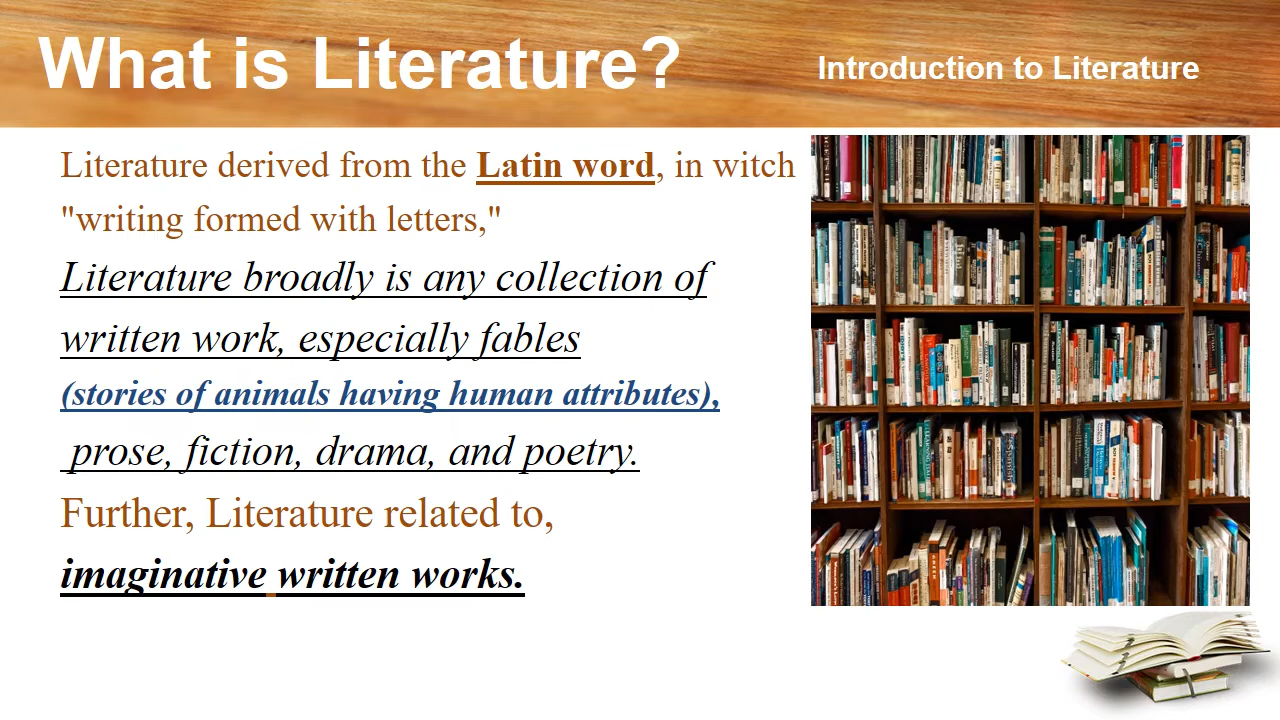 What is Literature?
Introduction to Literature
Literature derived from the Latin word, in witch
"writing formed with letters,"
Literature broadly is any collection of
written work, especially fables
(stories of animals having human attributes),
prose, fiction, drama, and poetry.
Further, Literature related to,
imaginative written works.